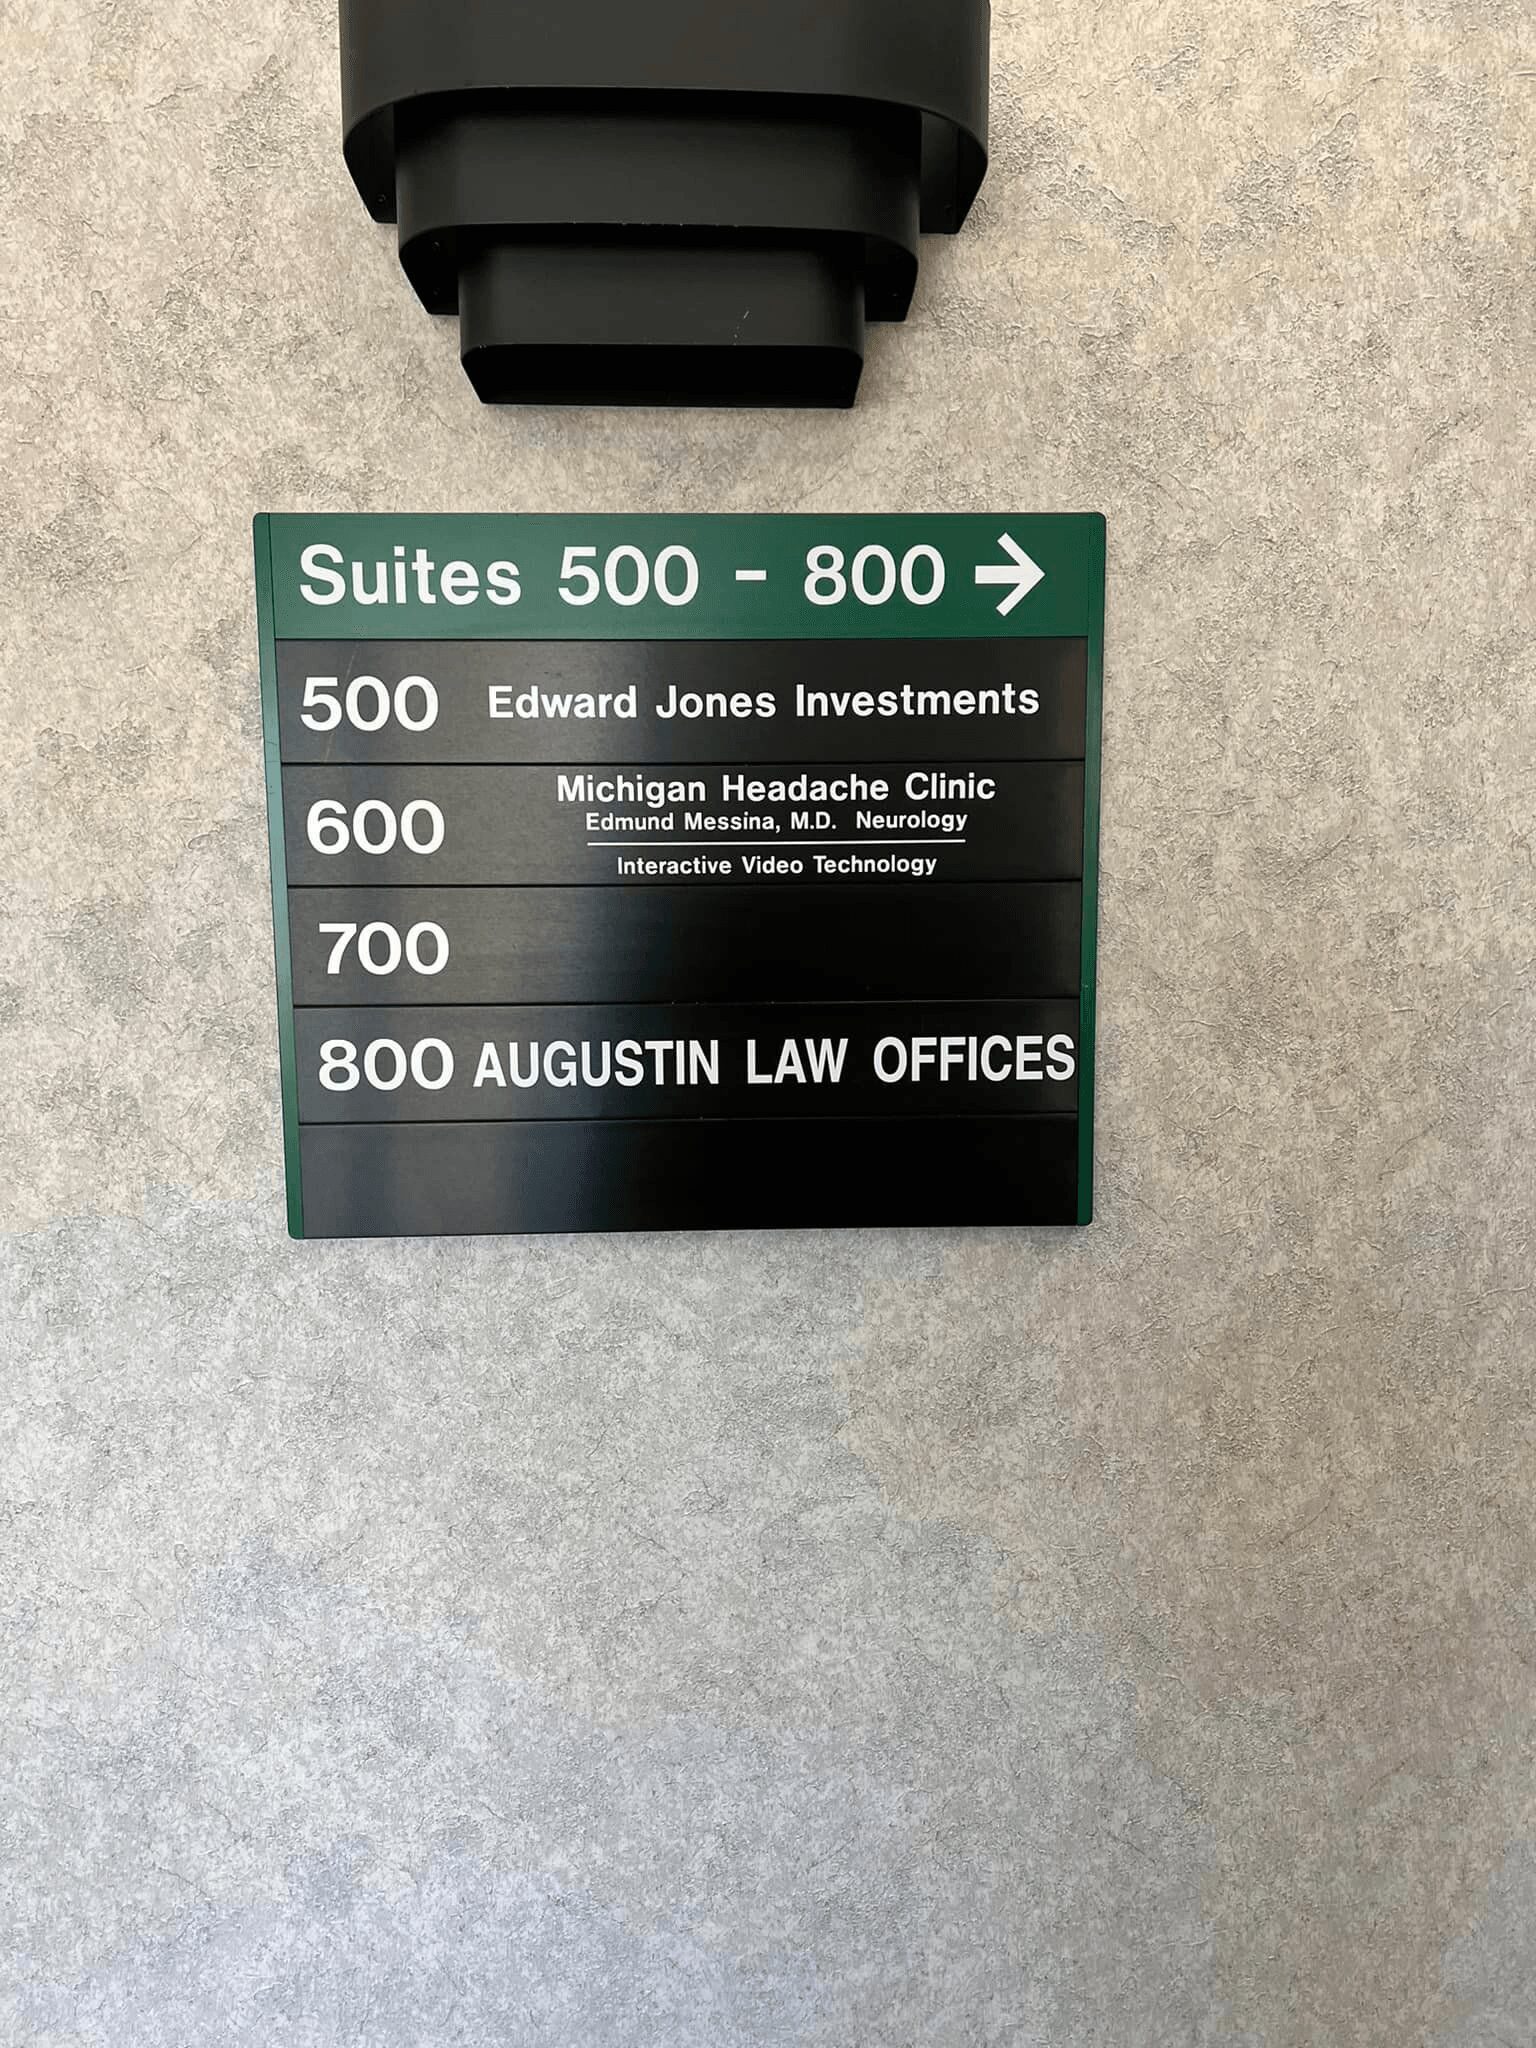 Suites 500 - 800 →
500 Edward Jones Investments
600 Michigan Headache Clinic
Edmund Messina, M.D. Neurology
Interactive Video Technology
700
800 AUGUSTIN LAW OFFICES